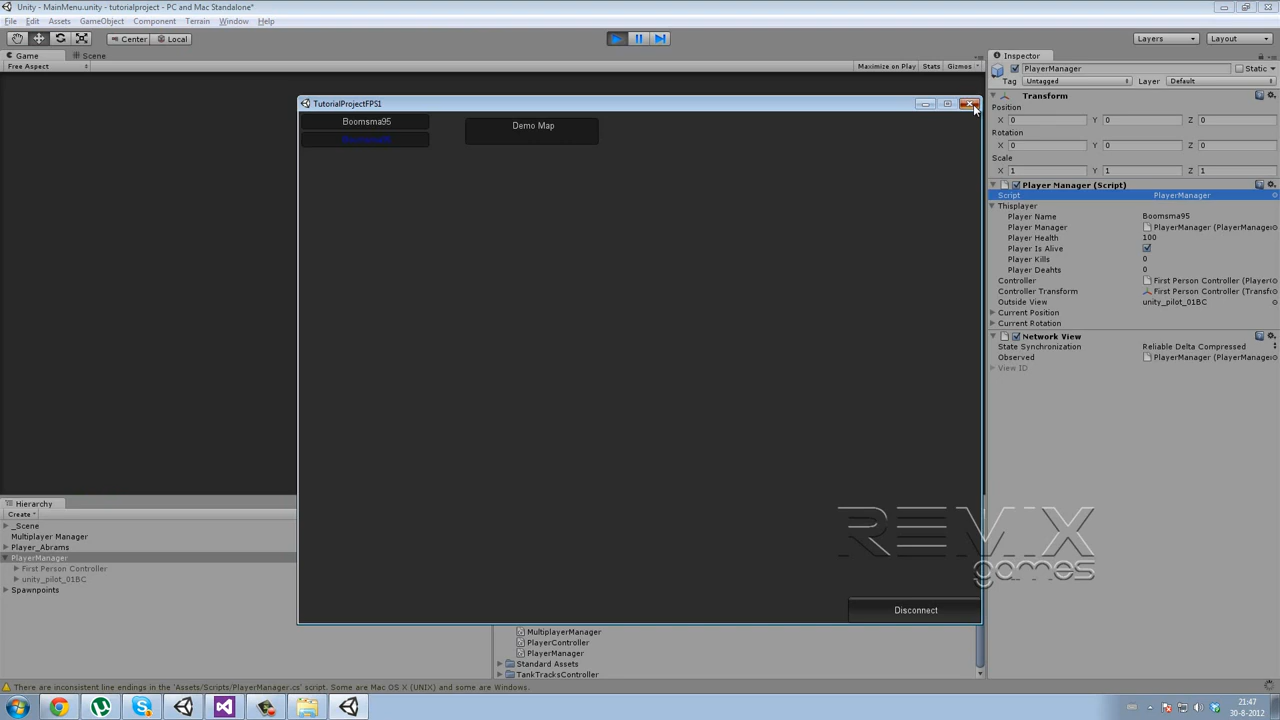 Unity - MainMenu.unity - tutorialproject - PC and Mac Standalone*
File Edit Assets GameObject Component Terrain Window Help
Center Local Layers Layout
Game Scene Inspector
Free Aspect Maximize on Play Stats Gizmos PlayerManager Static
Tag Untagged Layer Default
Transform
Position
X 0 Y 0 Z 0
Rotation
X 0 Y 0 Z 0
Scale
X 1 Y 1 Z 1
TutorialProjectFPS1
Boomsma95
Demo Map
Player Manager (Script)
Script PlayerManager
Thisplayer
Player Name Boomsma95
Player Manager PlayerManager (PlayerManage
Player Health 100
Player Is Alive
Player Kills 0
Player Deahts 0
Controller First Person Controller (Player
Controller Transform First Person Controller (Transf
Outside View unity_pilot_01BC
Current Position
Current Rotation
Network View
State Synchronization Reliable Delta Compressed
Observed PlayerManager (PlayerManage
View ID
Hierarchy
Create
_Scene
Multiplayer Manager
Player_Abrams
PlayerManager
First Person Controller
unity_pilot_01BC
Spawnpoints
REVIX
games
Disconnect
MultiplayerManager
PlayerController
PlayerManager
Standard Assets
TankTracksController
There are inconsistent line endings in the 'Assets/Scripts/PlayerManager.cs' script. Some are Mac OS X (UNIX) and some are Windows.
21:47
30-8-2012